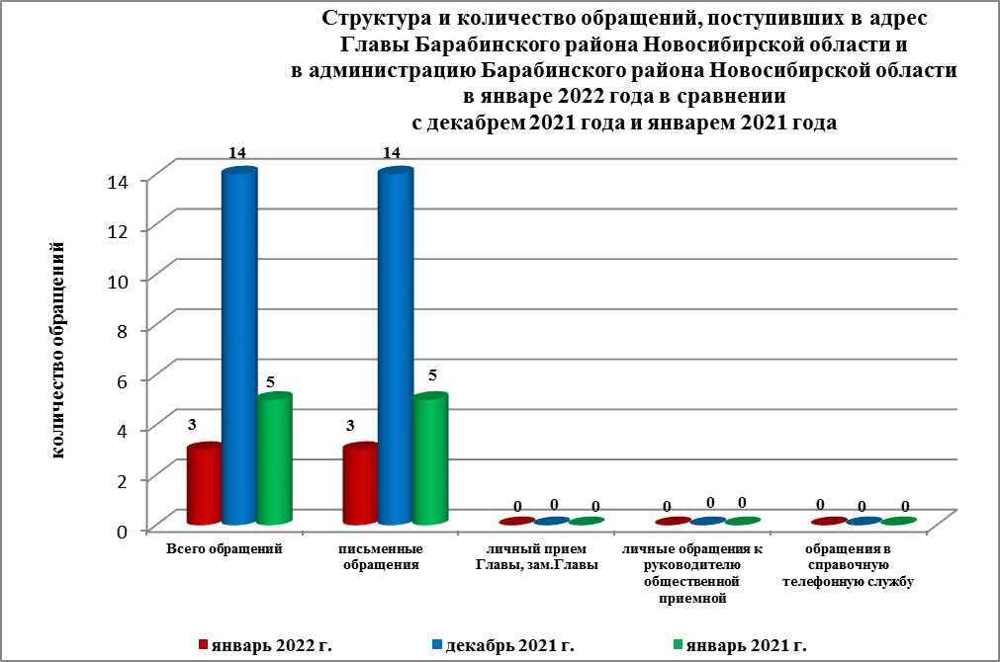 Структура и количество обращений, поступивших в адрес
Главы Барабинского района Новосибирской области и
в администрацию Барабинского района Новосибирской области
в январе 2022 года в сравнении
с декабрем 2021 года и январем 2021 года
количество обращений
14
12
10
8
6
4
2
0
3
14
5
3
14
5
0
0
0
0
0
0
0
0
0
Всего обращений
письменные
обращения
личный прием
Главы, зам.Главы
личные обращения к
руководителю
общественной
приемной
обращения в
справочную
телефонную службу
январь 2022 г.
декабрь 2021 г.
январь 2021 г.